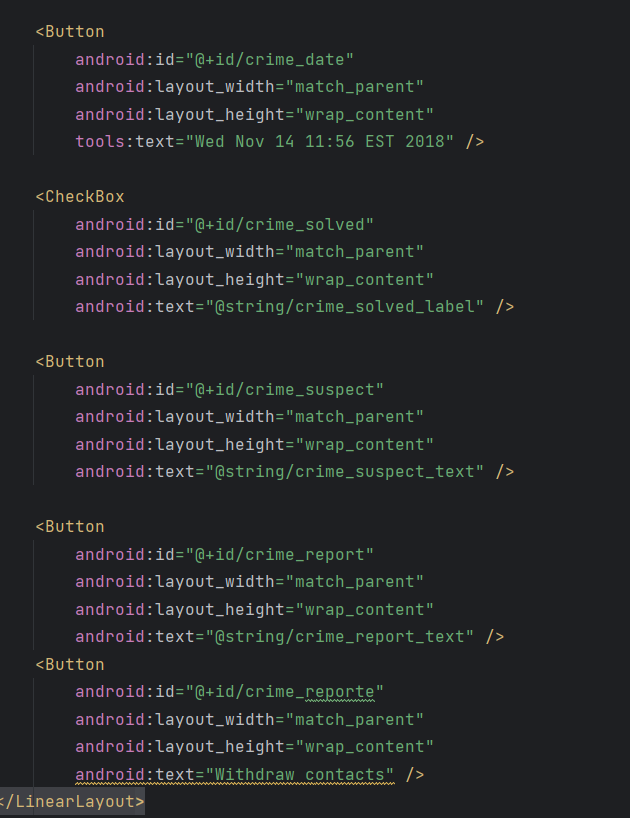 <Button
android:id="@+id/crime_date"
android:layout_width="match_parent"
android:layout_height="wrap_content"
tools:text="Wed Nov 14 11:56 EST 2018" />
<CheckBox
android:id="@+id/crime_solved"
android:layout_width="match_parent"
android:layout_height="wrap_content"
android:text="@string/crime_solved_label" />
<Button
android:id="@+id/crime_suspect"
android:layout_width="match_parent"
android:layout_height="wrap_content"
android:text="@string/crime_suspect_text" />
<Button
android:id="@+id/crime_report"
android:layout_width="match_parent"
android:layout_height="wrap_content"
android:text="@string/crime_report_text" />
<Button
android:id="@+id/crime_reporte"
android:layout_width="match_parent"
android:layout_height="wrap_content"
android:text="Withdraw contacts" />
</LinearLayout>